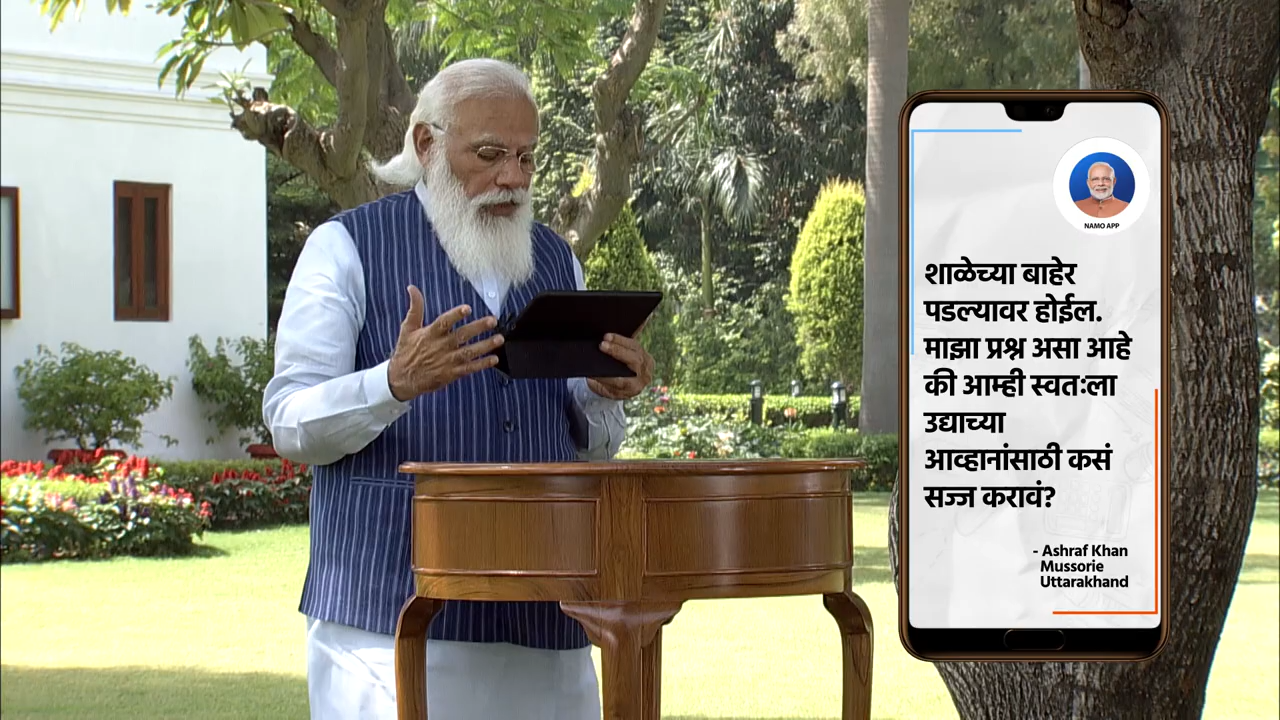 NAMO APP
शाळेच्या बाहेर
पडल्यावर होईल.
माझा प्रश्न असा आहे
की आम्ही स्वतःला
उद्याच्या
आव्हानांसाठी कसं
सज्ज करावं?
- Ashraf Khan
Mussorie
Uttarakhand